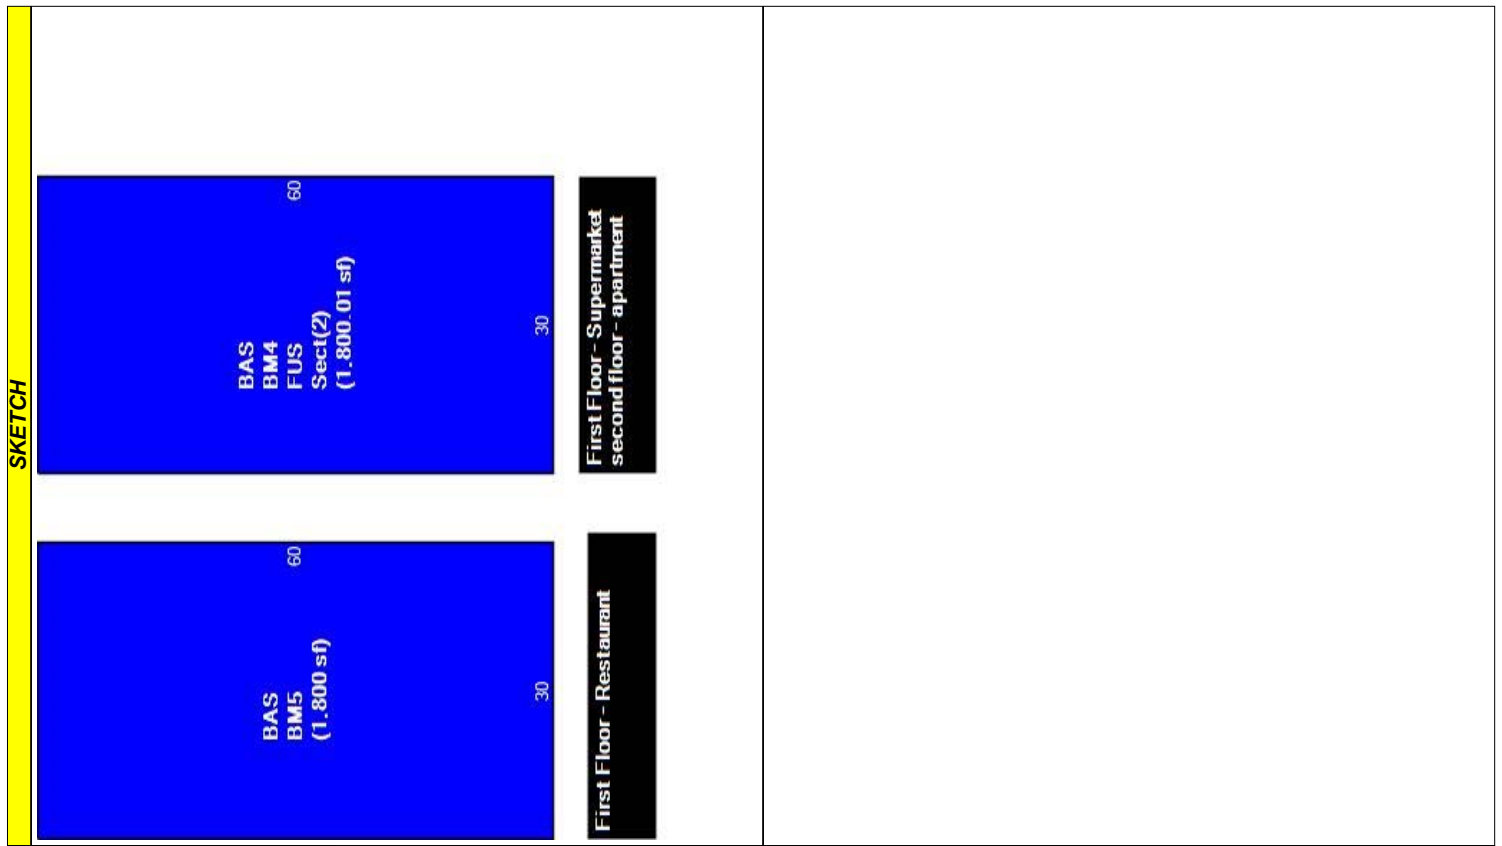 SKETCH
BAS
BM5
(1.800 sf)
60
30
First Floor - Restaurant
BAS
BM4
FUS
Sect(2)
(1.800.01 sf)
60
30
First Floor - Supermarket
second floor - apartment